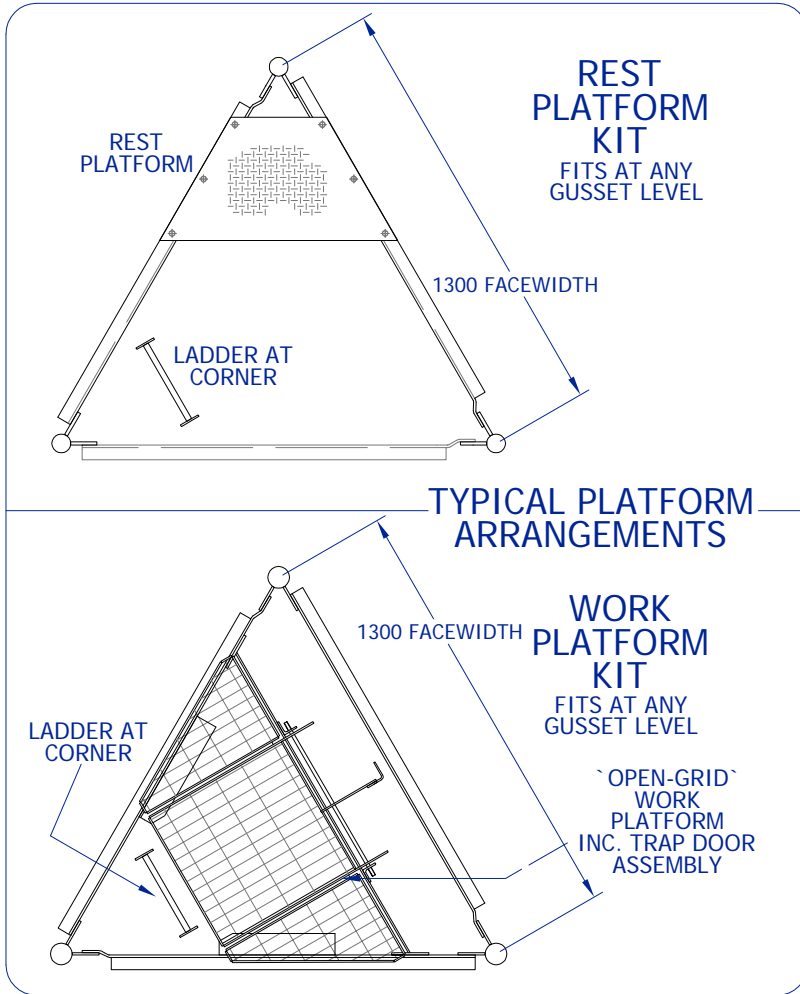 REST
PLATFORM
KIT
FITS AT ANY
GUSSET LEVEL
REST
PLATFORM
1300 FACEWIDTH
LADDER AT
CORNER
TYPICAL PLATFORM
ARRANGEMENTS
WORK
PLATFORM
KIT
FITS AT ANY
GUSSET LEVEL
1300 FACEWIDTH
LADDER AT
CORNER
`OPEN-GRID`
WORK
PLATFORM
INC. TRAP DOOR
ASSEMBLY